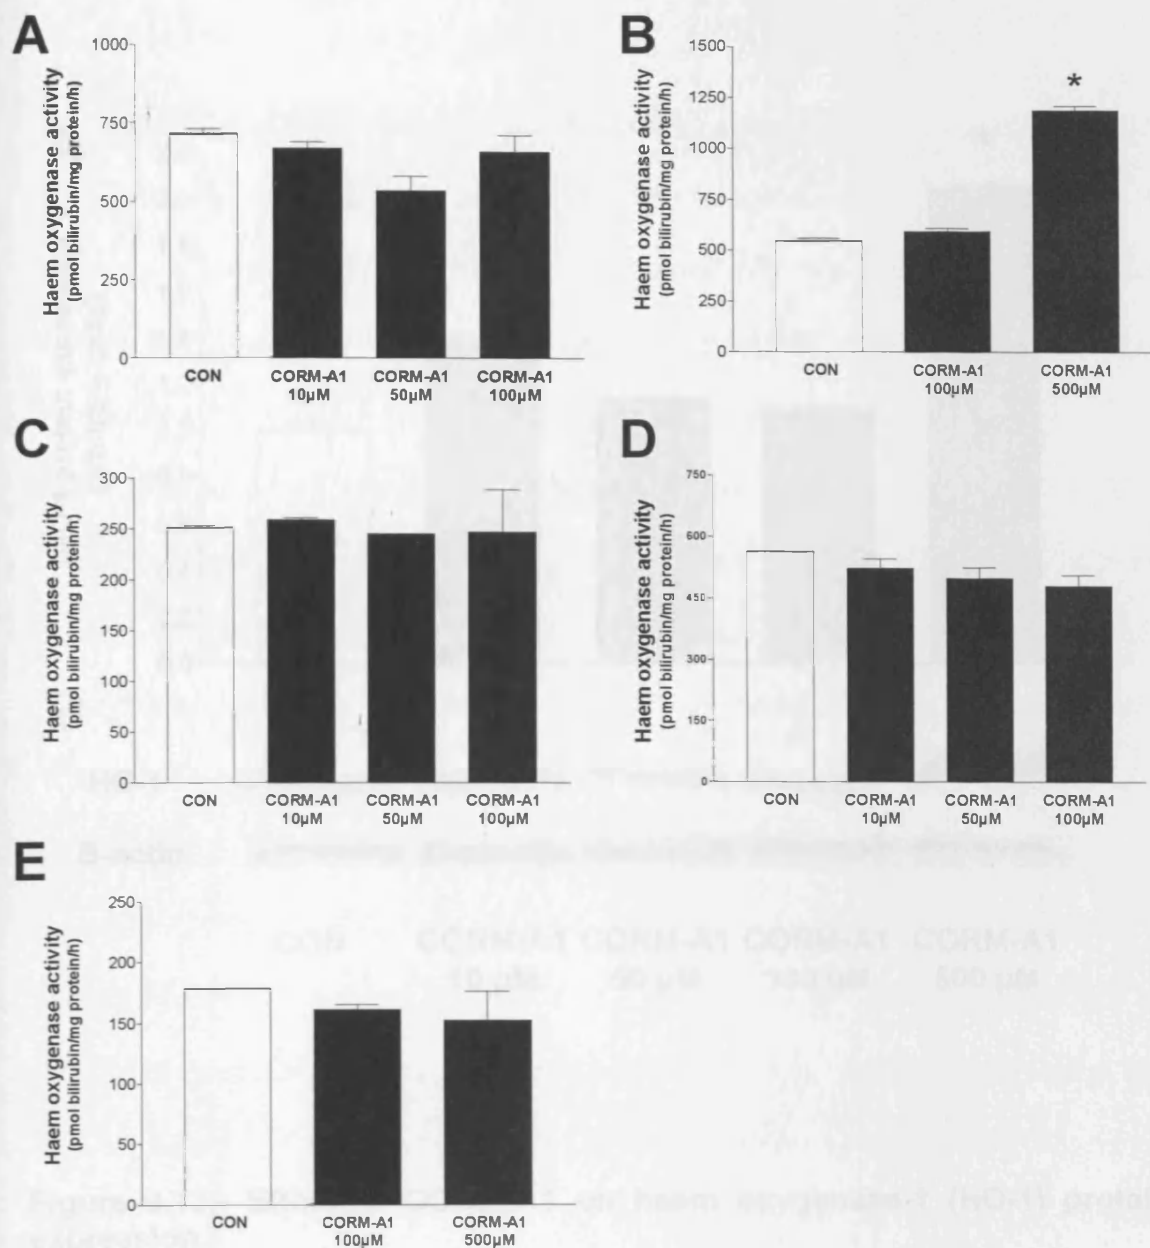 A
Haem oxygenase activity
(pmol bilirubin/mg protein/h)
1000
750
500
250
0
CON
CORM-A1
10µM
CORM-A1
50µM
CORM-A1
100µM
B
Haem oxygenase activity
(pmol bilirubin/mg protein/h)
1500
1250
1000
750
500
250
0
*
CON
CORM-A1
100µM
CORM-A1
500µM
C
Haem oxygenase activity
(pmol bilirubin/mg protein/h)
300
250
200
150
100
50
0
CON
CORM-A1
10µM
CORM-A1
50µM
CORM-A1
100µM
D
Haem oxygenase activity
(pmol bilirubin/mg protein/h)
750
600
450
300
150
0
CON
CORM-A1
10µM
CORM-A1
50µM
CORM-A1
100µM
E
Haem oxygenase activity
(pmol bilirubin/mg protein/h)
250
200
150
100
50
0
CON
CORM-A1
100µM
CORM-A1
500µM